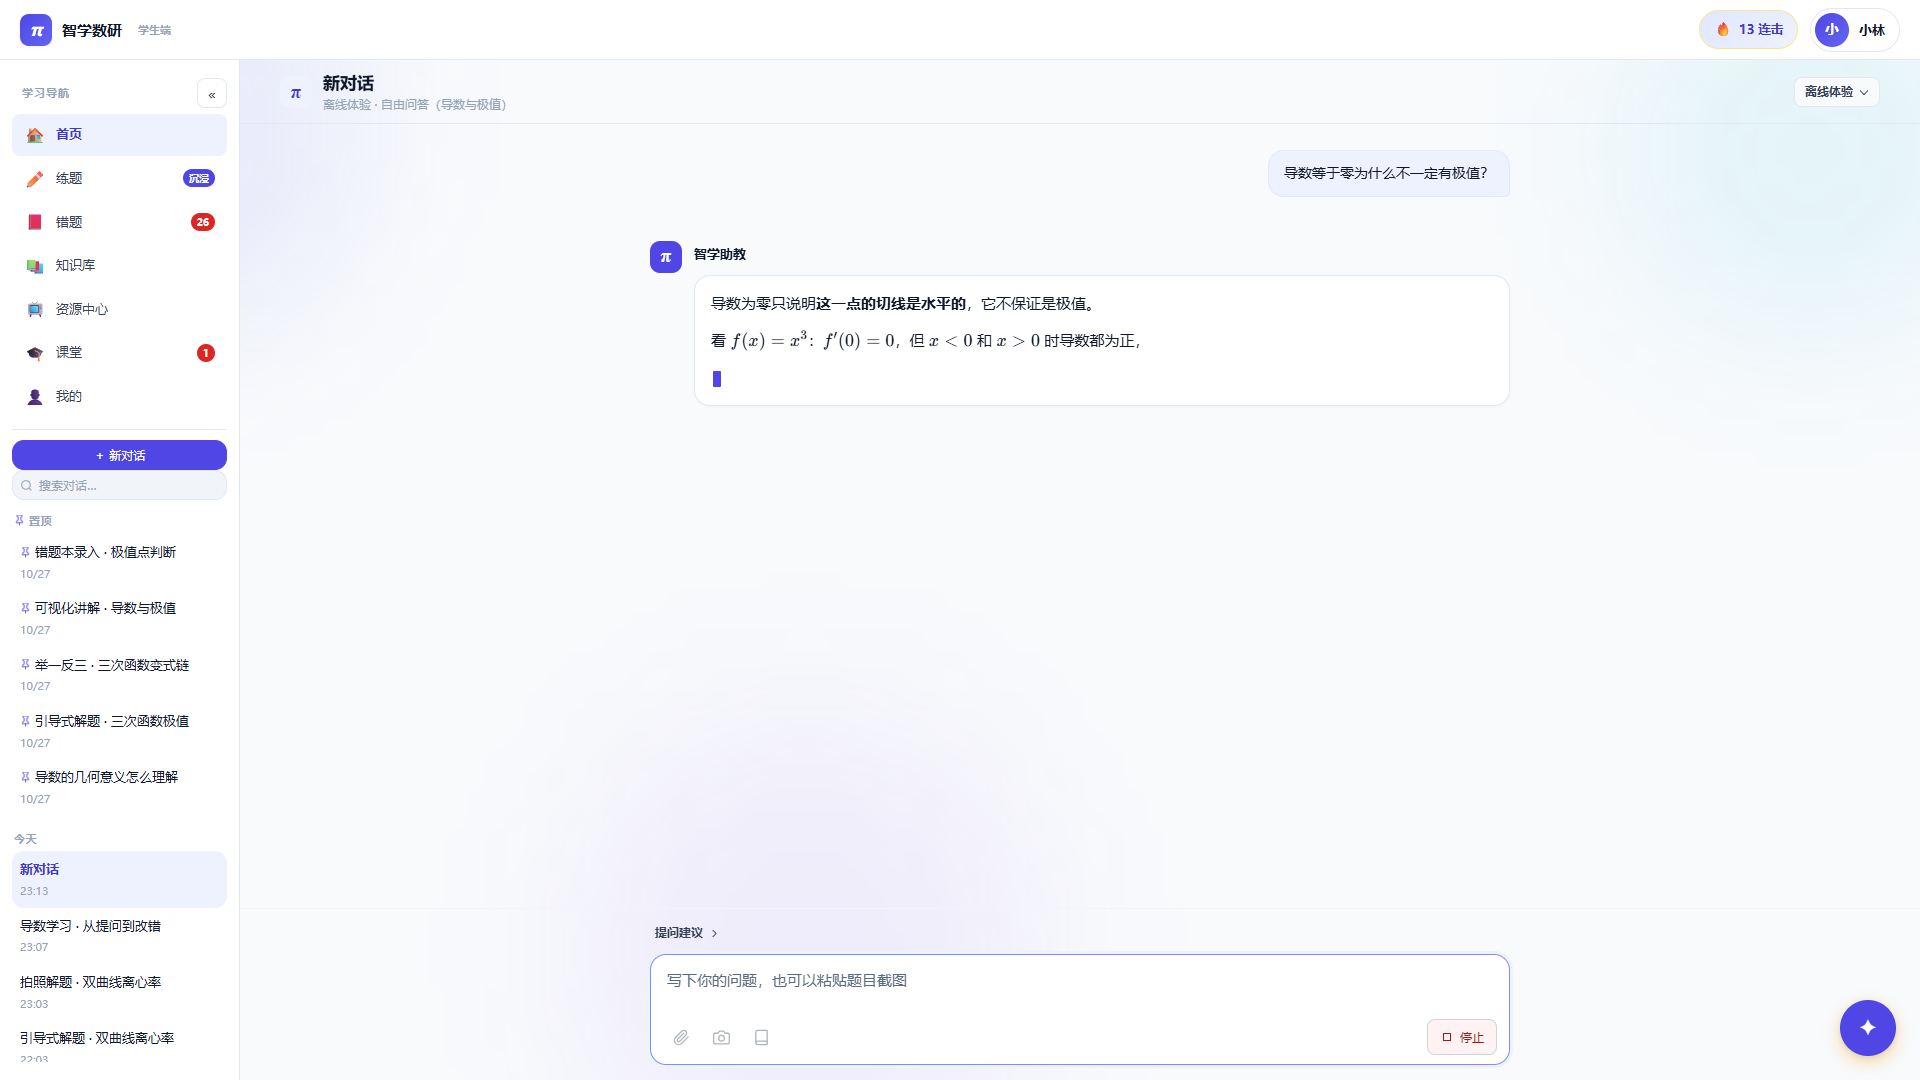 π 智学数研 学生端
13 连击
小 小林
学习导航 «
首页
练题 沉浸
错题 26
知识库
资源中心
课堂 1
我的
+ 新对话
搜索对话...
置顶
错题本录入 · 极值点判断
10/27
可视化讲解 · 导数与极值
10/27
举一反三 · 三次函数变式链
10/27
引导式解题 · 三次函数极值
10/27
导数的几何意义怎么理解
10/27
今天
新对话
23:13
导数学习 · 从提问到改错
23:07
拍照解题 · 双曲线离心率
23:03
引导式解题 · 双曲线离心率
22:03
π 新对话
离线体验 · 自由问答（导数与极值）
离线体验
导数等于零为什么不一定有极值？
π 智学助教
导数为零只说明这一点的切线是水平的，它不保证是极值。
看 f(x) = x³：f′(0) = 0，但 x < 0 和 x > 0 时导数都为正，
提问建议 >
写下你的问题，也可以粘贴题目截图
停止